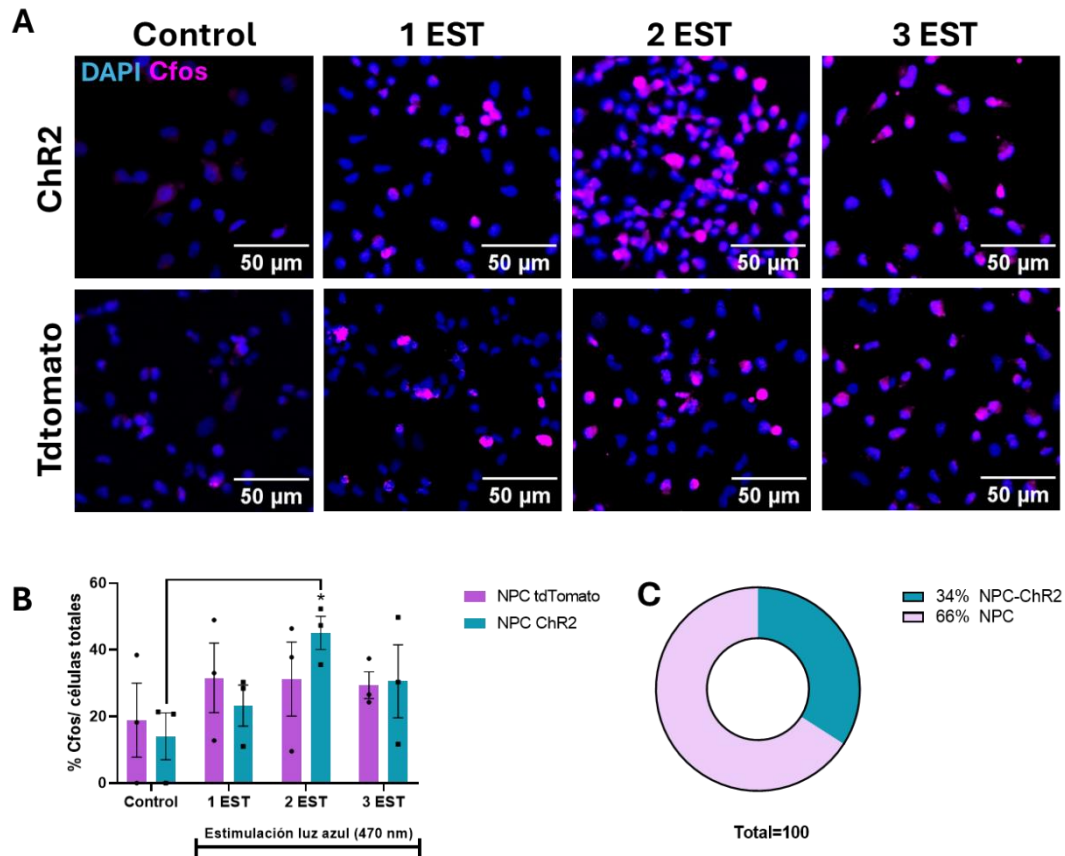 A
Control
1 EST
2 EST
3 EST
DAPI Cfos
ChR2
50 µm
50 µm
50 µm
50 µm
Tdtomato
50 µm
50 µm
50 µm
50 µm
B
% Cfos/ células totales
60
40
20
0
*
Control
1 EST
2 EST
3 EST
Estimulación luz azul (470 nm)
NPC tdTomato
NPC ChR2
C
34% NPC-ChR2
66% NPC
Total=100